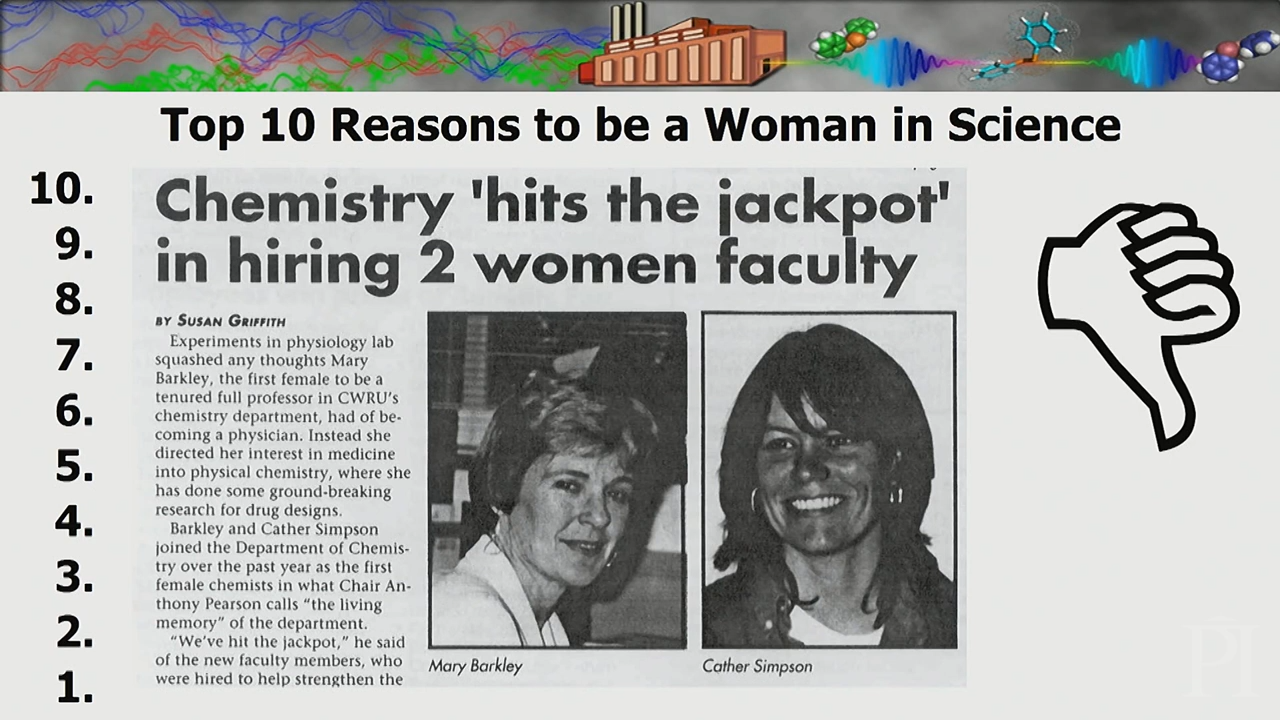 Top 10 Reasons to be a Woman in Science
10.
9.
8.
7.
6.
5.
4.
3.
2.
1.
Chemistry 'hits the jackpot'
in hiring 2 women faculty
BY SUSAN GRIFFITH
Experiments in physiology lab
squashed any thoughts Mary
Barkley, the first female to be a
tenured full professor in CWRU's
chemistry department, had of be-
coming a physician. Instead she
directed her interest in medicine
into physical chemistry, where she
has done some ground-breaking
research for drug designs.
Barkley and Cather Simpson
joined the Department of Chemis-
try over the past year as the first
female chemists in what Chair An-
thony Pearson calls "the living
memory" of the department.
"We've hit the jackpot," he said
of the new faculty members, who
were hired to help strengthen the
Mary Barkley
Cather Simpson
PI